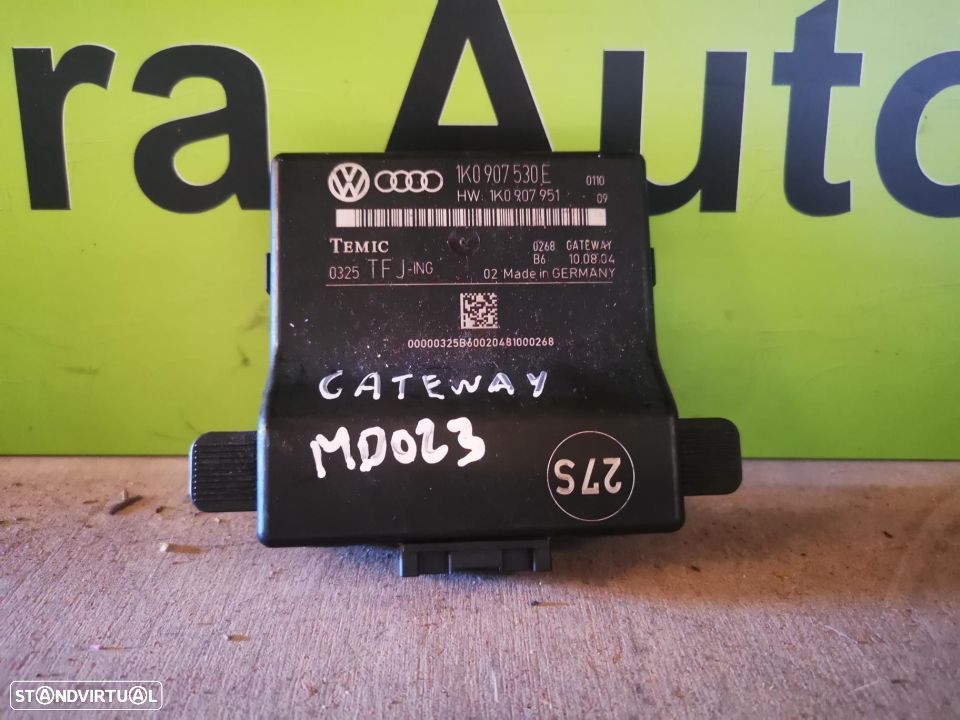 ra Auto
1K0 907 530 E 0110
HW: 1K0 907 951 09
TEMIC 0268 GATEWAY
B6 10.08.04
0325 TFJ-ING 02 Made in GERMANY
00000325B60020481000268
GATEWAY
MD023
27S
STANDVIRTUAL